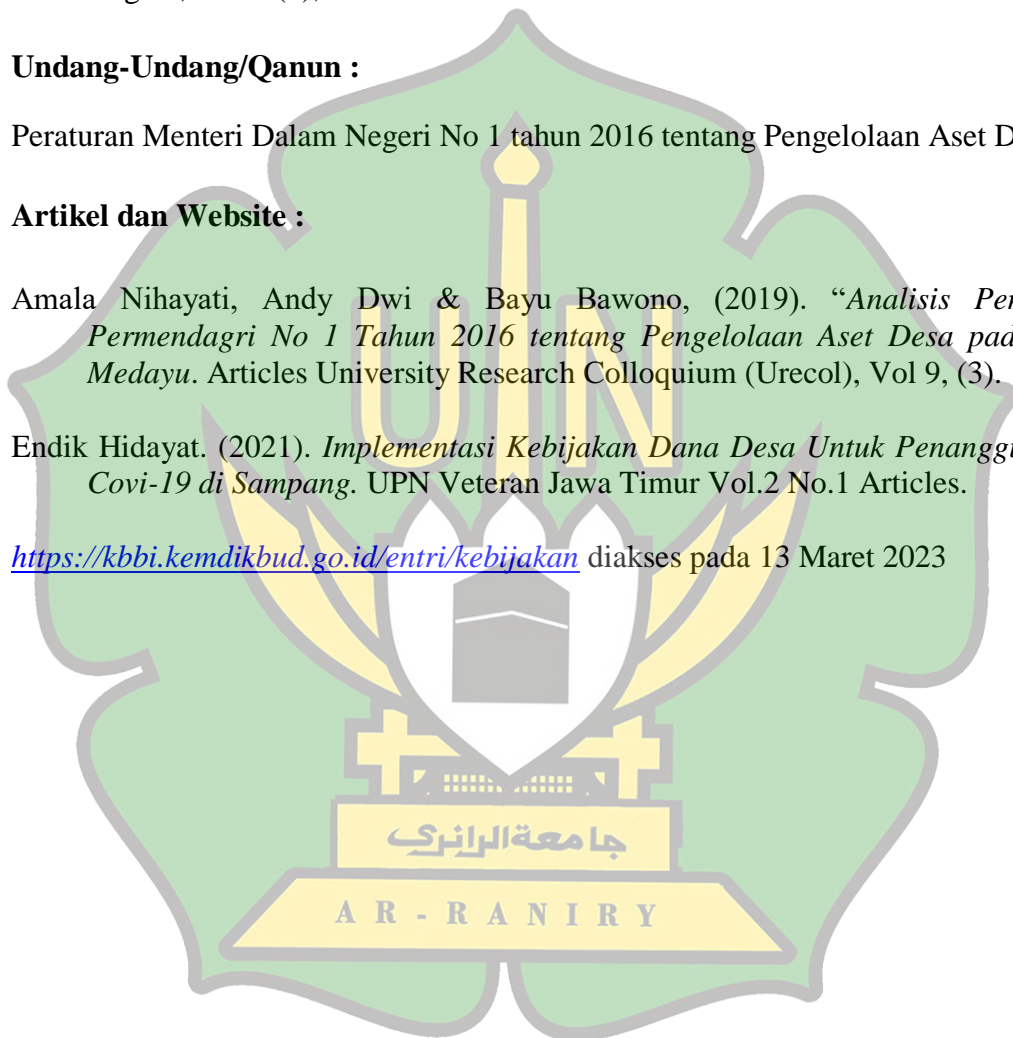 Undang-Undang/Qanun :
Peraturan Menteri Dalam Negeri No 1 tahun 2016 tentang Pengelolaan Aset D
Artikel dan Website :
Amala Nihayati, Andy Dwi & Bayu Bawono, (2019). “Analisis Per
Permendagri No 1 Tahun 2016 tentang Pengelolaan Aset Desa pad
Medayu. Articles University Research Colloquium (Urecol), Vol 9, (3).
Endik Hidayat. (2021). Implementasi Kebijakan Dana Desa Untuk Penanggu
Covi-19 di Sampang. UPN Veteran Jawa Timur Vol.2 No.1 Articles.
https://kbbi.kemdikbud.go.id/entri/kebijakan diakses pada 13 Maret 2023
UIN
جامعة الرانري
AR-RANIRY